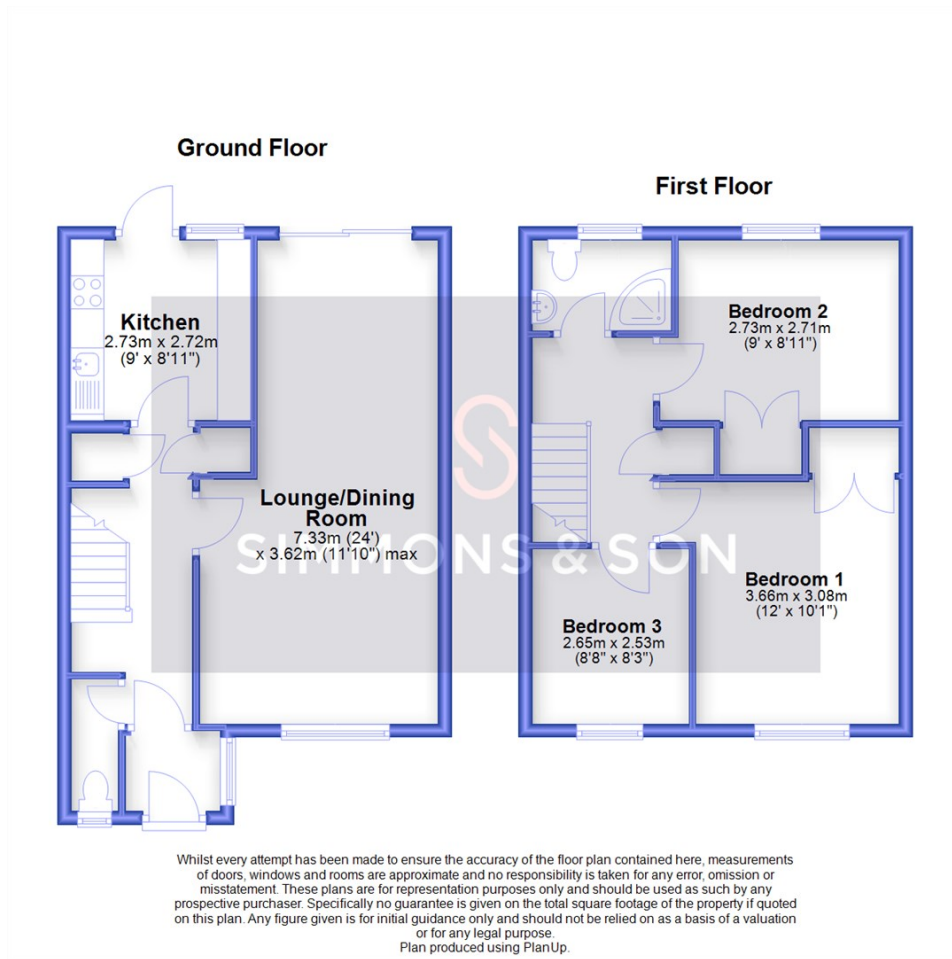 Ground Floor
First Floor
Kitchen
2.73m x 2.72m
(9' x 8'11")
Bedroom 2
2.73m x 2.71m
(9' x 8'11")
Lounge/Dining
Room
7.33m (24')
x 3.62m (11'10") max
SIMMONS & SON
Bedroom 1
3.66m x 3.08m
(12' x 10'1")
Bedroom 3
2.65m x 2.53m
(8'8" x 8'3")
Whilst every attempt has been made to ensure the accuracy of the floor plan contained here, measurements
of doors, windows and rooms are approximate and no responsibility is taken for any error, omission or
misstatement. These plans are for representation purposes only and should be used as such by any
prospective purchaser. Specifically no guarantee is given on the total square footage of the property if quoted
on this plan. Any figure given is for initial guidance only and should not be relied on as a basis of a valuation
or for any legal purpose.
Plan produced using PlanUp.